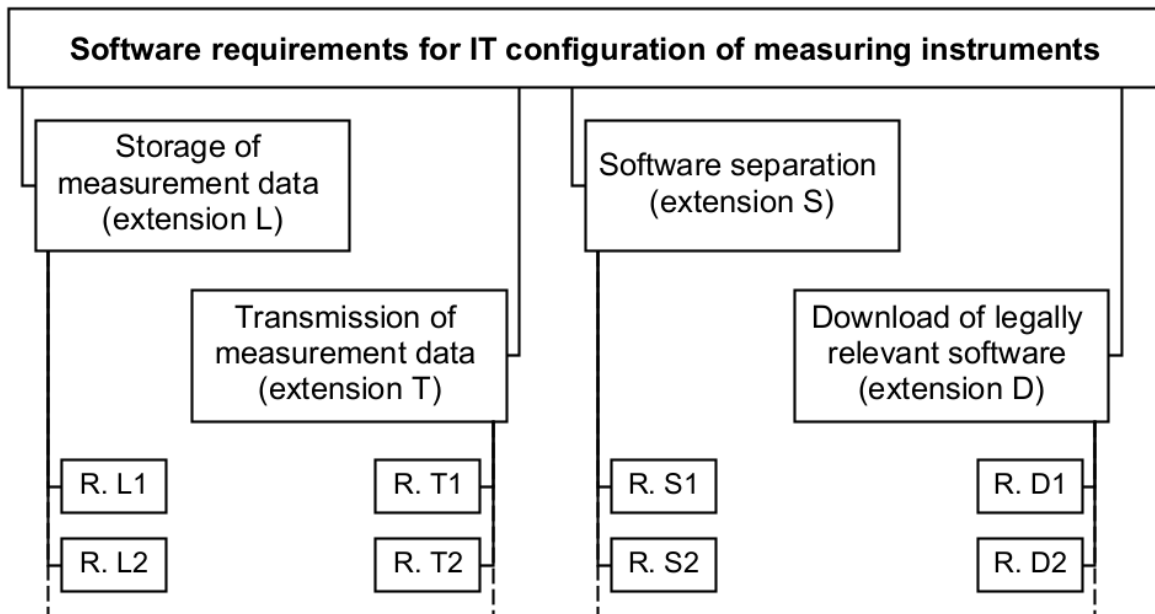 Software requirements for IT configuration of measuring instruments
Storage of
measurement data
(extension L)
Software separation
(extension S)
Transmission of
measurement data
(extension T)
Download of legally
relevant software
(extension D)
R. L1
R. T1
R. S1
R. D1
R. L2
R. T2
R. S2
R. D2